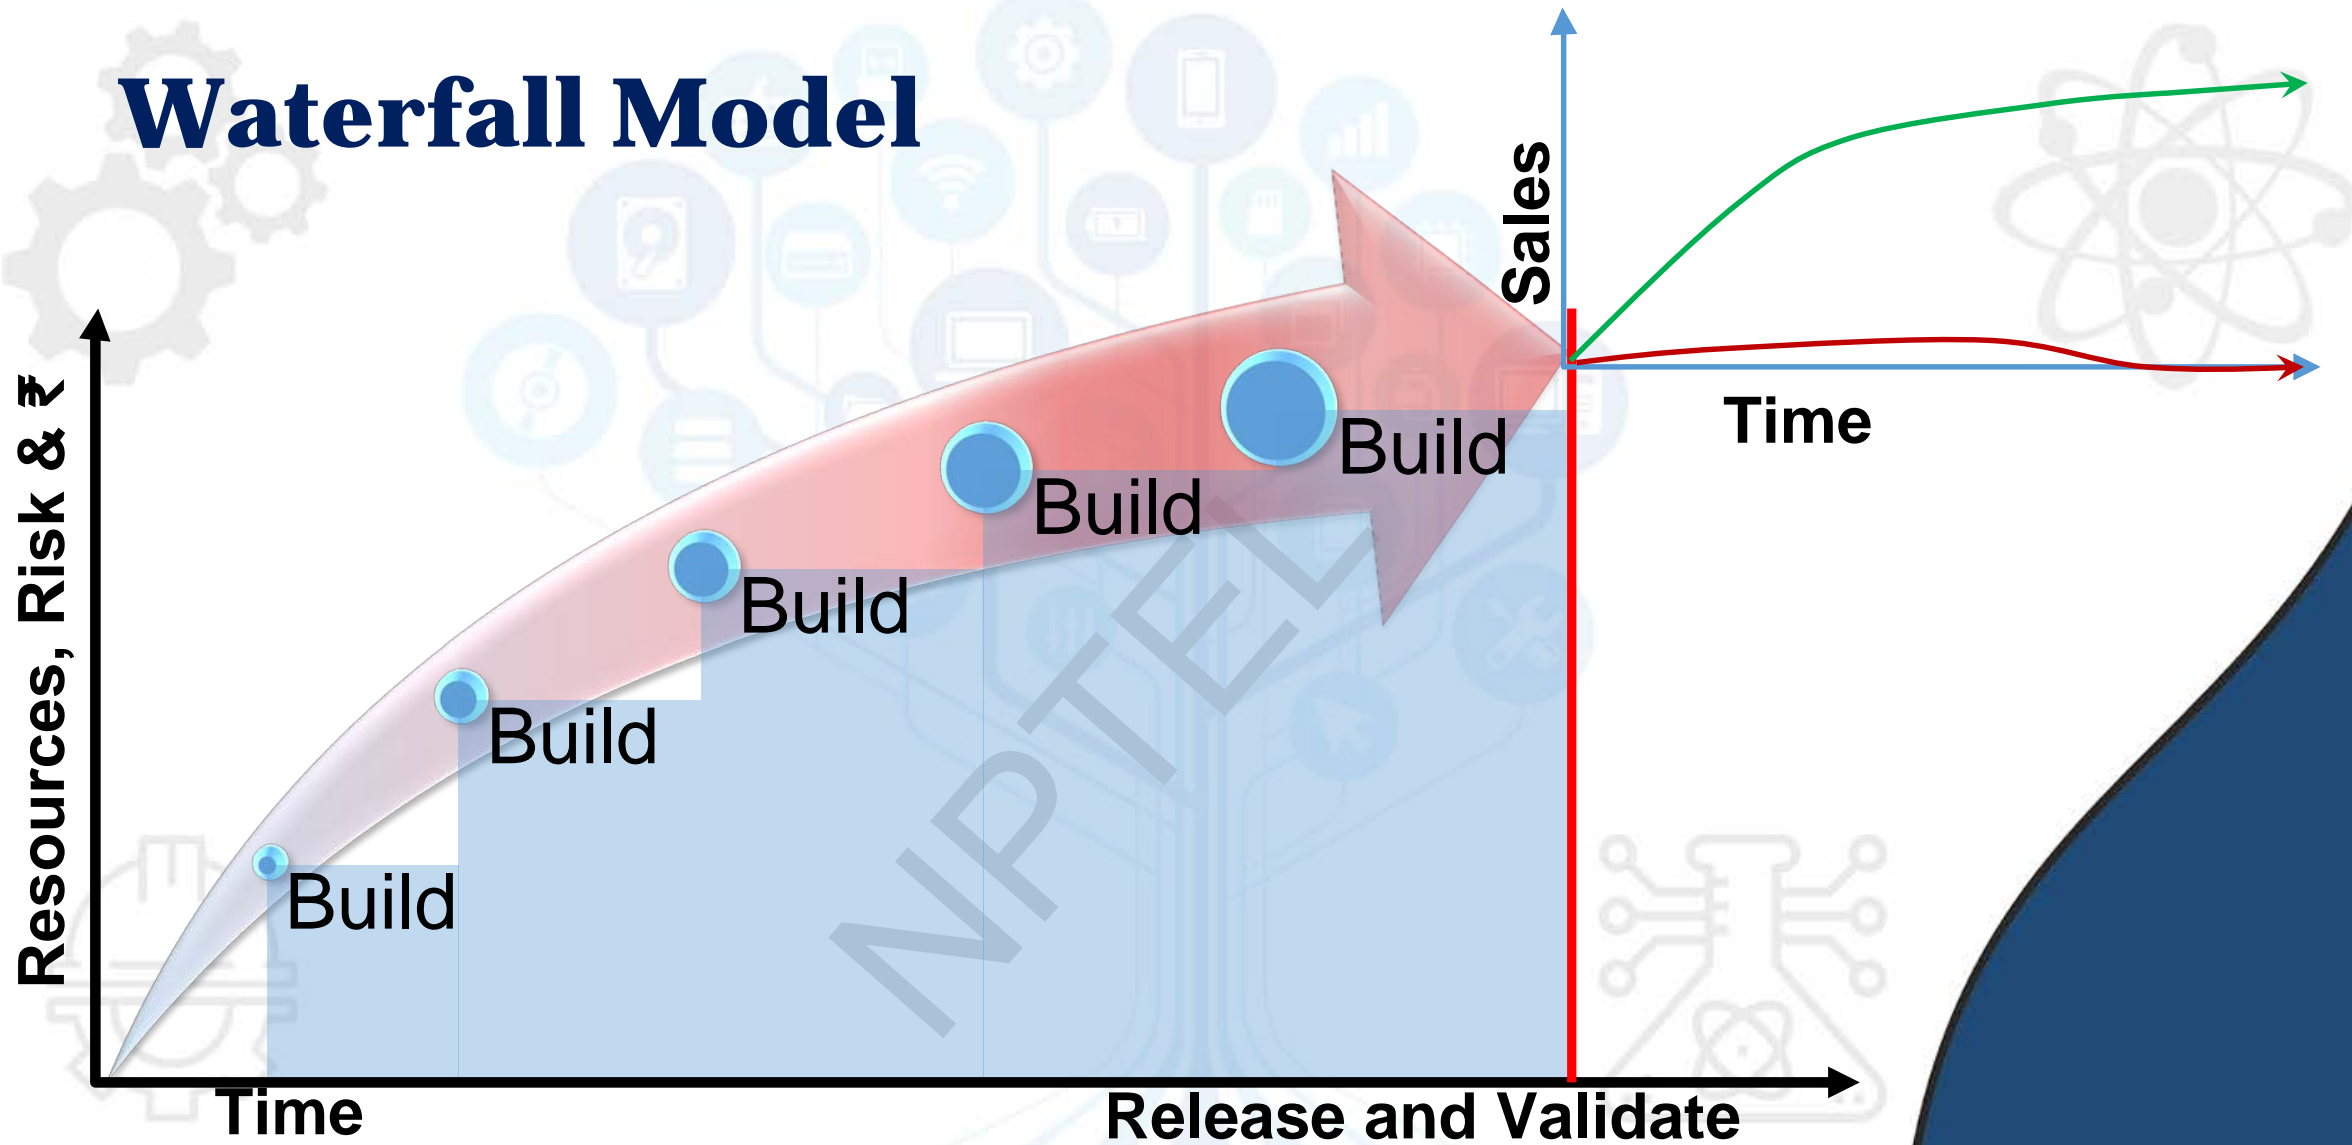 Waterfall Model
Sales
Time
Resources, Risk & ₹
Build
Build
Build
Build
Build
NPTEL
Time
Release and Validate